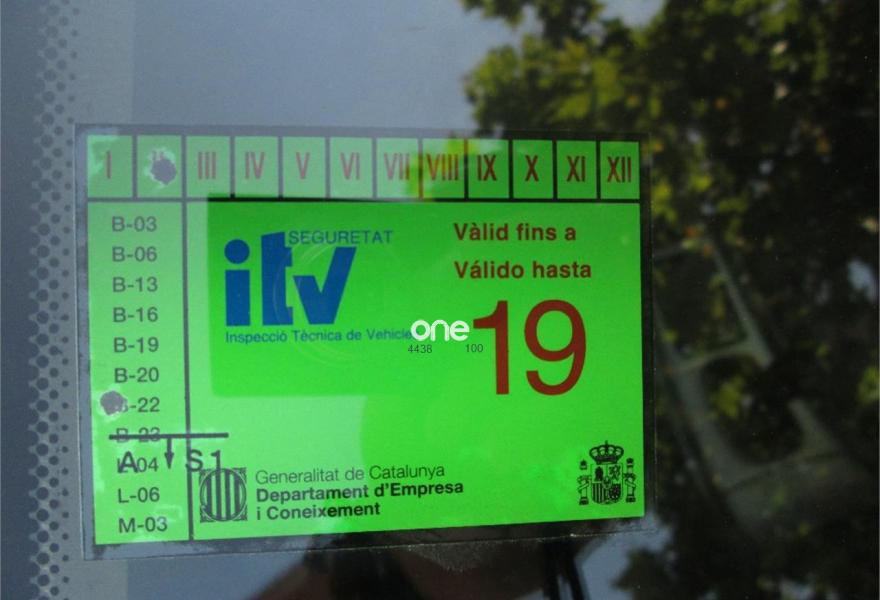 I II III IV V VI VII VIII IX X XI XII
B-03
B-06
B-13
B-16
B-19
B-20
B-22
B-23
L-04
L-06
M-03
A S1
SEGURETAT
itv
Inspecció Tècnica de Vehicle
Vàlid fins a
Válido hasta
19
one
4438 100
Generalitat de Catalunya
Departament d'Empresa
i Coneixement